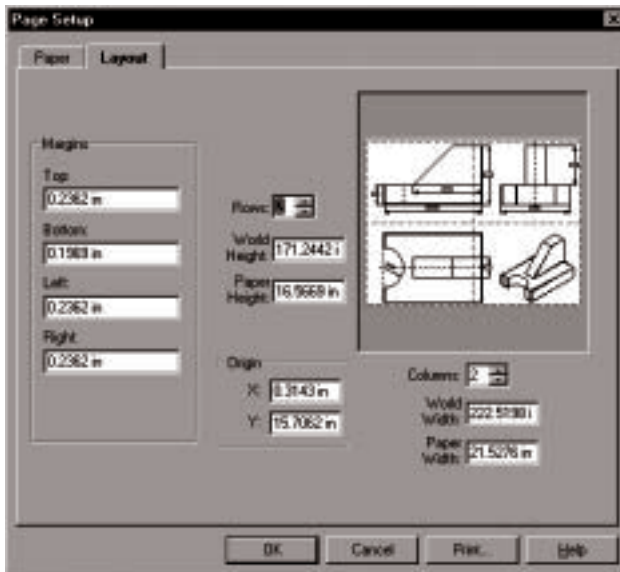 Page Setup
Paper
Layout
Margins
Top:
0.2362 in
Bottom:
Left:
0.2362 in
Right:
0.2362 in
Rows:
World Height: 171.2442 i
Paper Height: 16.5669 in
Origin
X: 0.3143 in
Y: 15.7062 in
Columns: 2
World Width:
Paper Width: 21.5276 in
OK
Cancel
Print...
Help